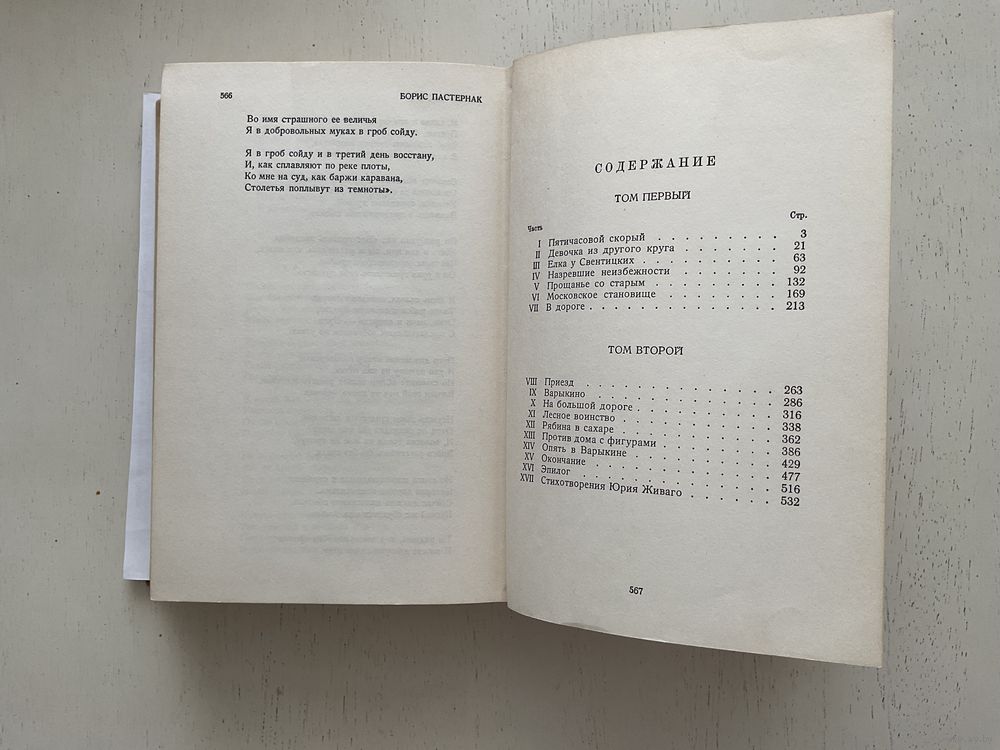 566
БОРИС ПАСТЕРНАК
Во имя страшного ее величья
Я в добровольных муках в гроб сойду.
Я в гроб сойду и в третий день восстану,
И, как сплавляют по реке плоты,
Ко мне на суд, как баржи каравана,
Столетья поплывут из темноты».
СОДЕРЖАНИЕ
ТОМ ПЕРВЫЙ
Часть Стр.
I Пятичасовой скорый . . . . . . . . 3
II Девочка из другого круга . . . . . . 21
III Елка у Свентицких . . . . . . . . 63
IV Назревшие неизбежности . . . . . . 92
V Прощанье со старым . . . . . . . . 132
VI Московское становище . . . . . . . 169
VII В дороге . . . . . . . . . . . . 213
ТОМ ВТОРОЙ
VIII Приезд . . . . . . . . . . . . 263
IX Варыкино . . . . . . . . . . . 286
X На большой дороге . . . . . . . . 316
XI Лесное воинство . . . . . . . . . 338
XII Рябина в сахаре . . . . . . . . . 362
XIII Против дома с фигурами . . . . . . 386
XIV Опять в Варыкине . . . . . . . . 429
XV Окончание . . . . . . . . . . . 477
XVI Эпилог . . . . . . . . . . . . 516
XVII Стихотворения Юрия Живаго . . . . . 532
567